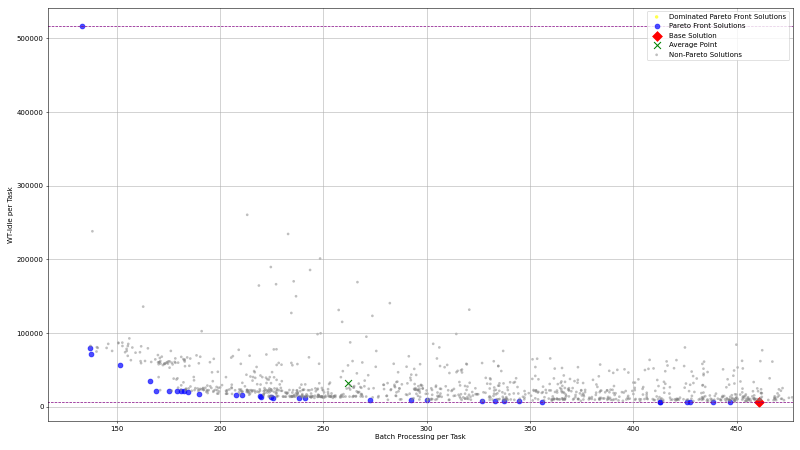 Dominated Pareto Front Solutions
Pareto Front Solutions
Base Solution
Average Point
Non-Pareto Solutions
500000
400000
300000
200000
100000
0
WT-Idle per Task
150
200
250
300
350
400
450
Batch Processing per Task